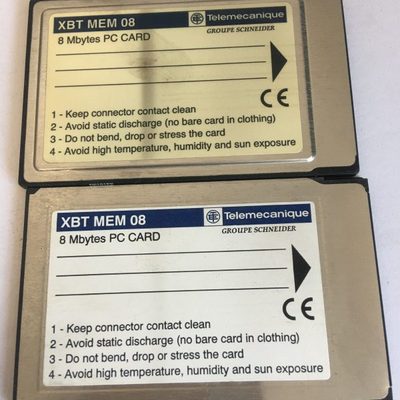 XBT MEM 08 Telemecanique
8 Mbytes PC CARD GROUPE SCHNEIDER
CE
1 - Keep connector contact clean
2 - Avoid static discharge (no bare card in clothing)
3 - Do not bend, drop or stress the card
4 - Avoid high temperature, humidity and sun exposure
XBT MEM 08 Telemecanique
8 Mbytes PC CARD GROUPE SCHNEIDER
CE
1 - Keep connector contact clean
2 - Avoid static discharge (no bare card in clothing)
3 - Do not bend, drop or stress the card
4 - Avoid high temperature, humidity and sun exposure